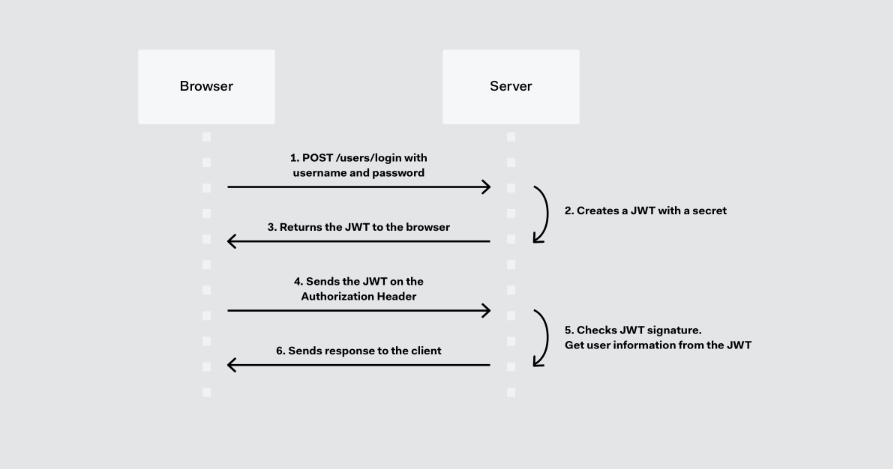 Browser
Server
1. POST /users/login with
username and password
2. Creates a JWT with a secret
3. Returns the JWT to the browser
4. Sends the JWT on the
Authorization Header
5. Checks JWT signature.
Get user information from the JWT
6. Sends response to the client